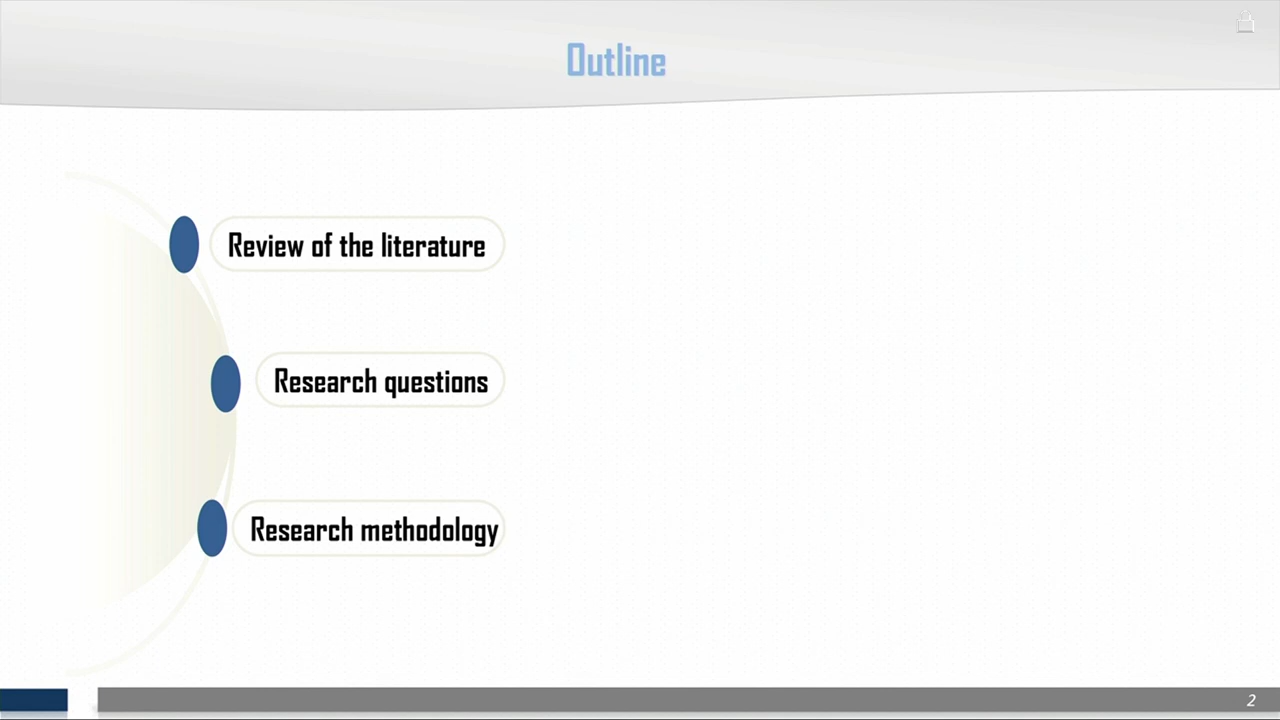 Outline
Review of the literature
Research questions
Research methodology
2